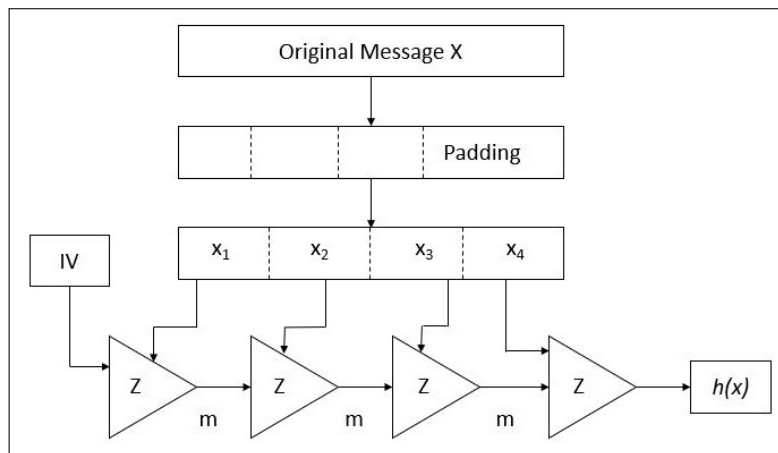 Original Message X
Padding
x₁ x₂ x₃ x₄
IV
Z Z Z Z
h(x)
m m m